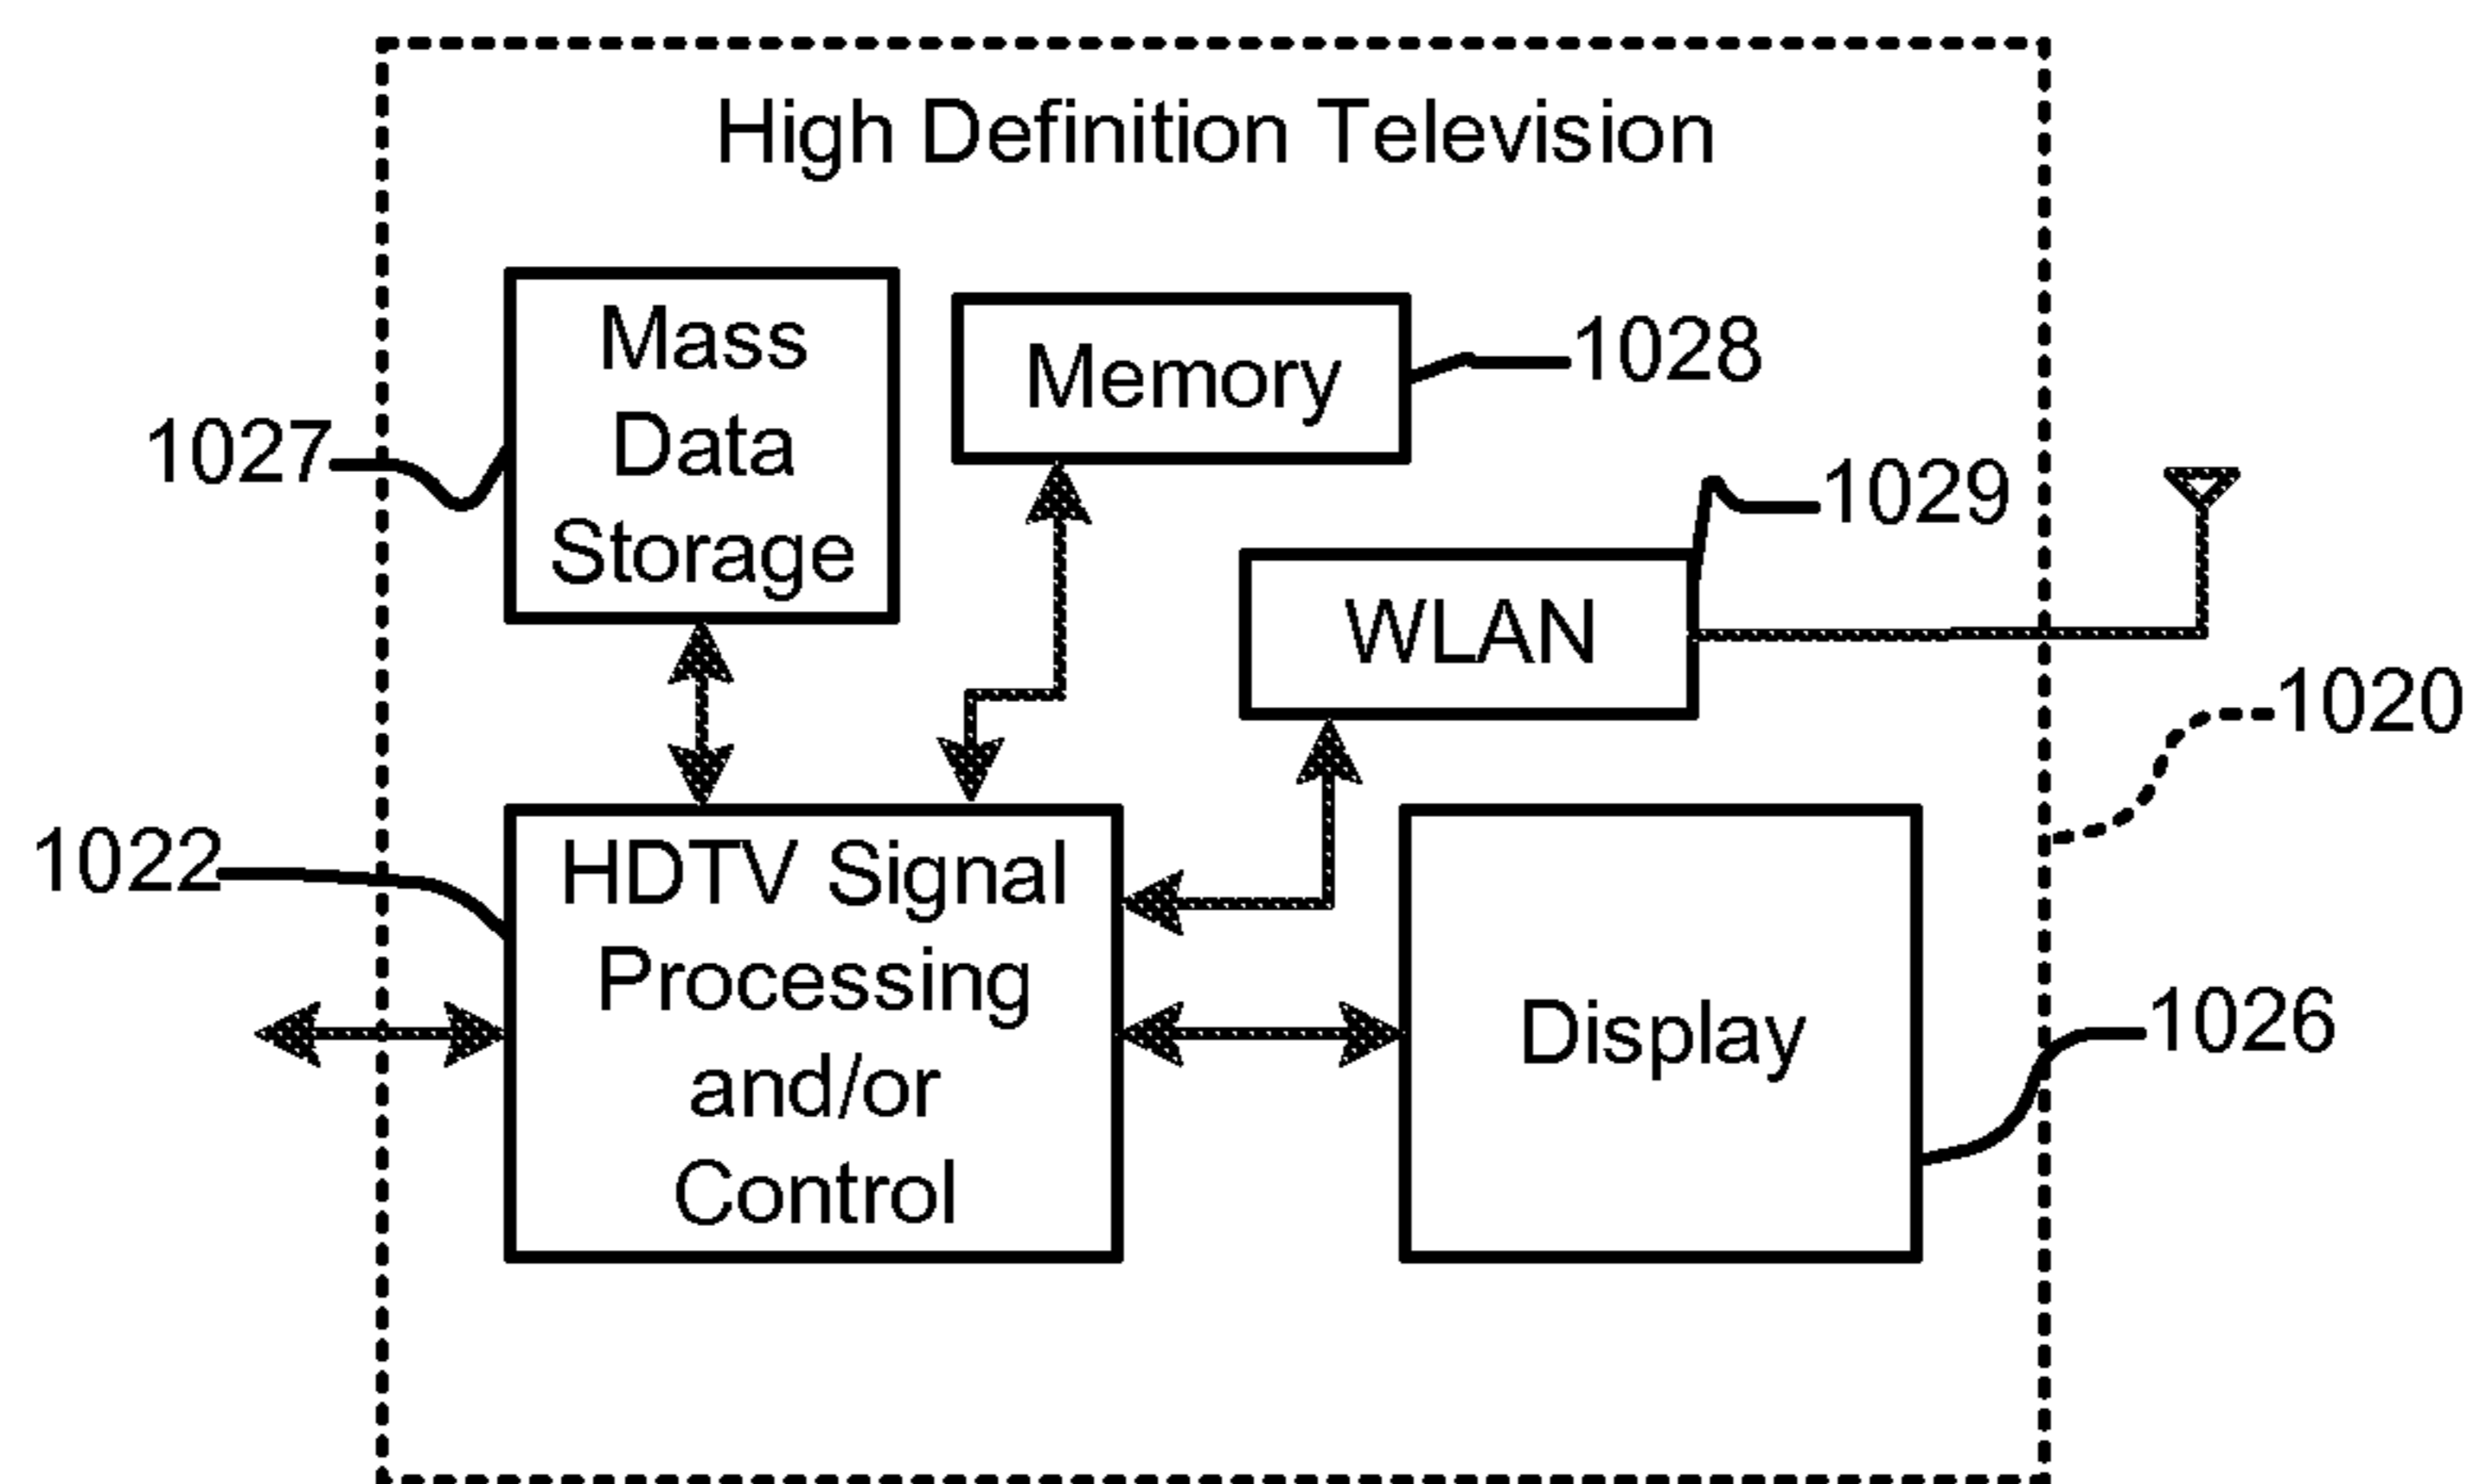 High Definition Television
Mass
Data
Storage
1027
Memory
1028
WLAN
1029
1020
HDTV Signal
Processing
and/or
Control
1022
Display
1026